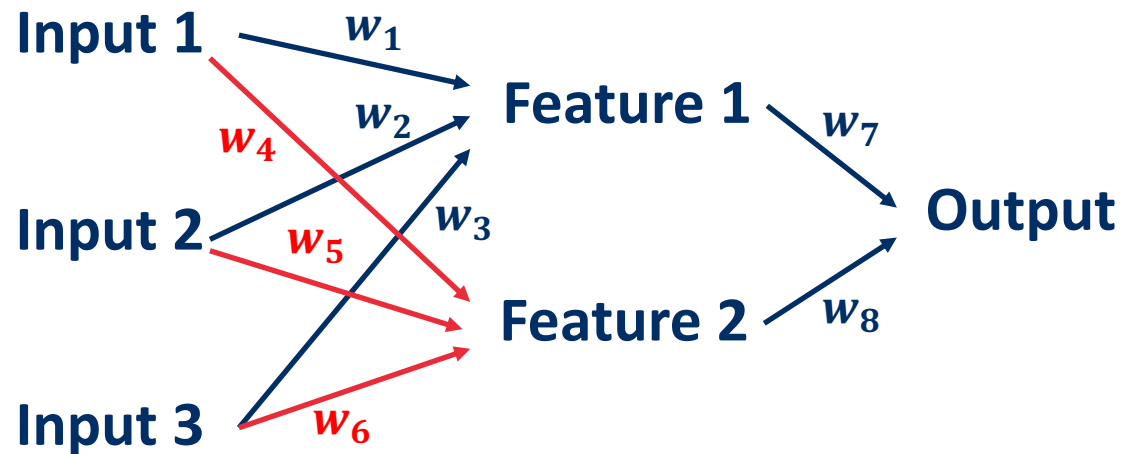 Input 1
w₁
Feature 1
w₂
w₄
w₇
Input 2
w₃
w₅
Output
Feature 2
w₈
Input 3
w₆